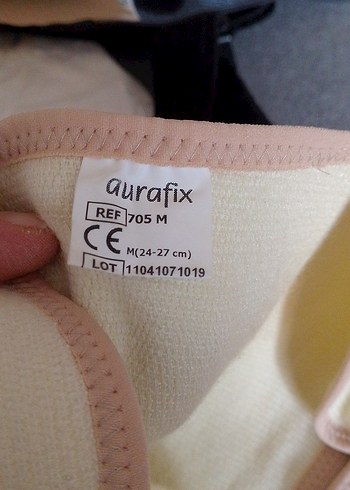 aurafix
REF 705 M
CE M(24-27 cm)
LOT 11041071019